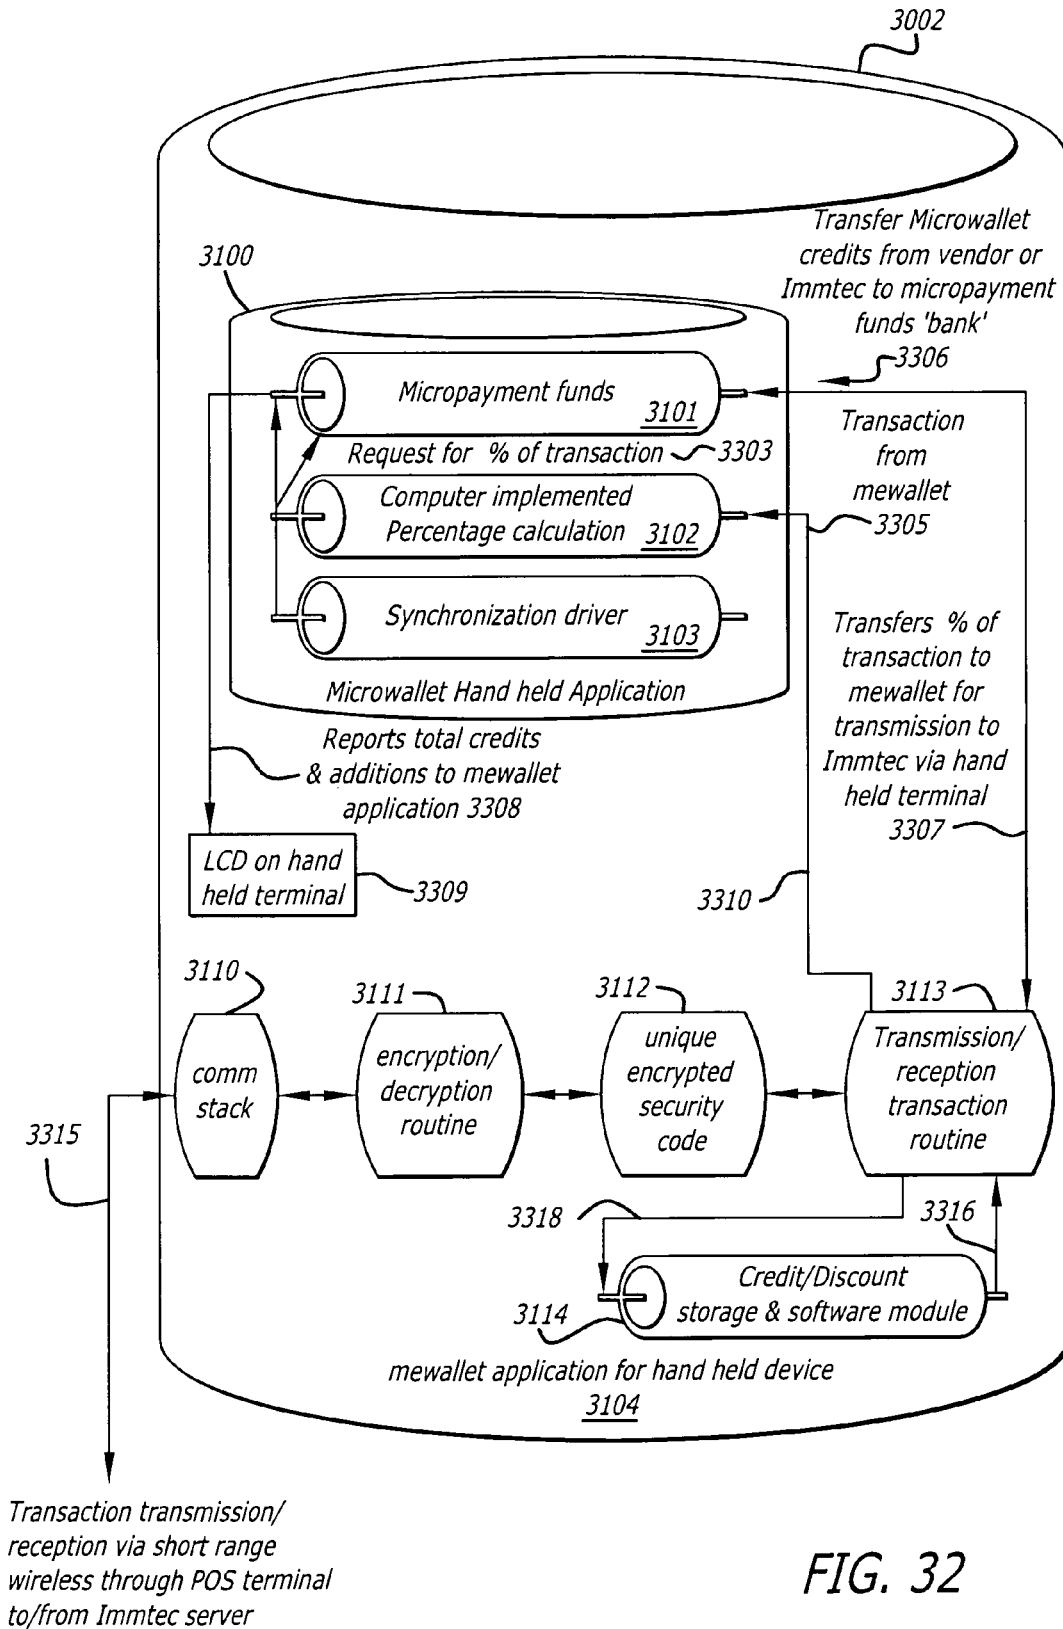 3002
Transfer Microwallet
credits from vendor or
Immtec to micropayment
funds 'bank'
3306
3100
Micropayment funds
3101
Request for % of transaction
3303
Computer implemented
Percentage calculation
3102
Synchronization driver
3103
Microwallet Hand held Application
Transaction
from
mewallet
3305
Transfers % of
transaction to
mewallet for
transmission to
Immtec via hand
held terminal
3307
Reports total credits
& additions to mewallet
application 3308
LCD on hand
held terminal
3309
3310
3110
comm
stack
3111
encryption/
decryption
routine
3112
unique
encrypted
security
code
3113
Transmission/
reception
transaction
routine
3315
3318
3316
Credit/Discount
storage & software module
3114
mewallet application for hand held device
3104
Transaction transmission/
reception via short range
wireless through POS terminal
to/from Immtec server
FIG. 32